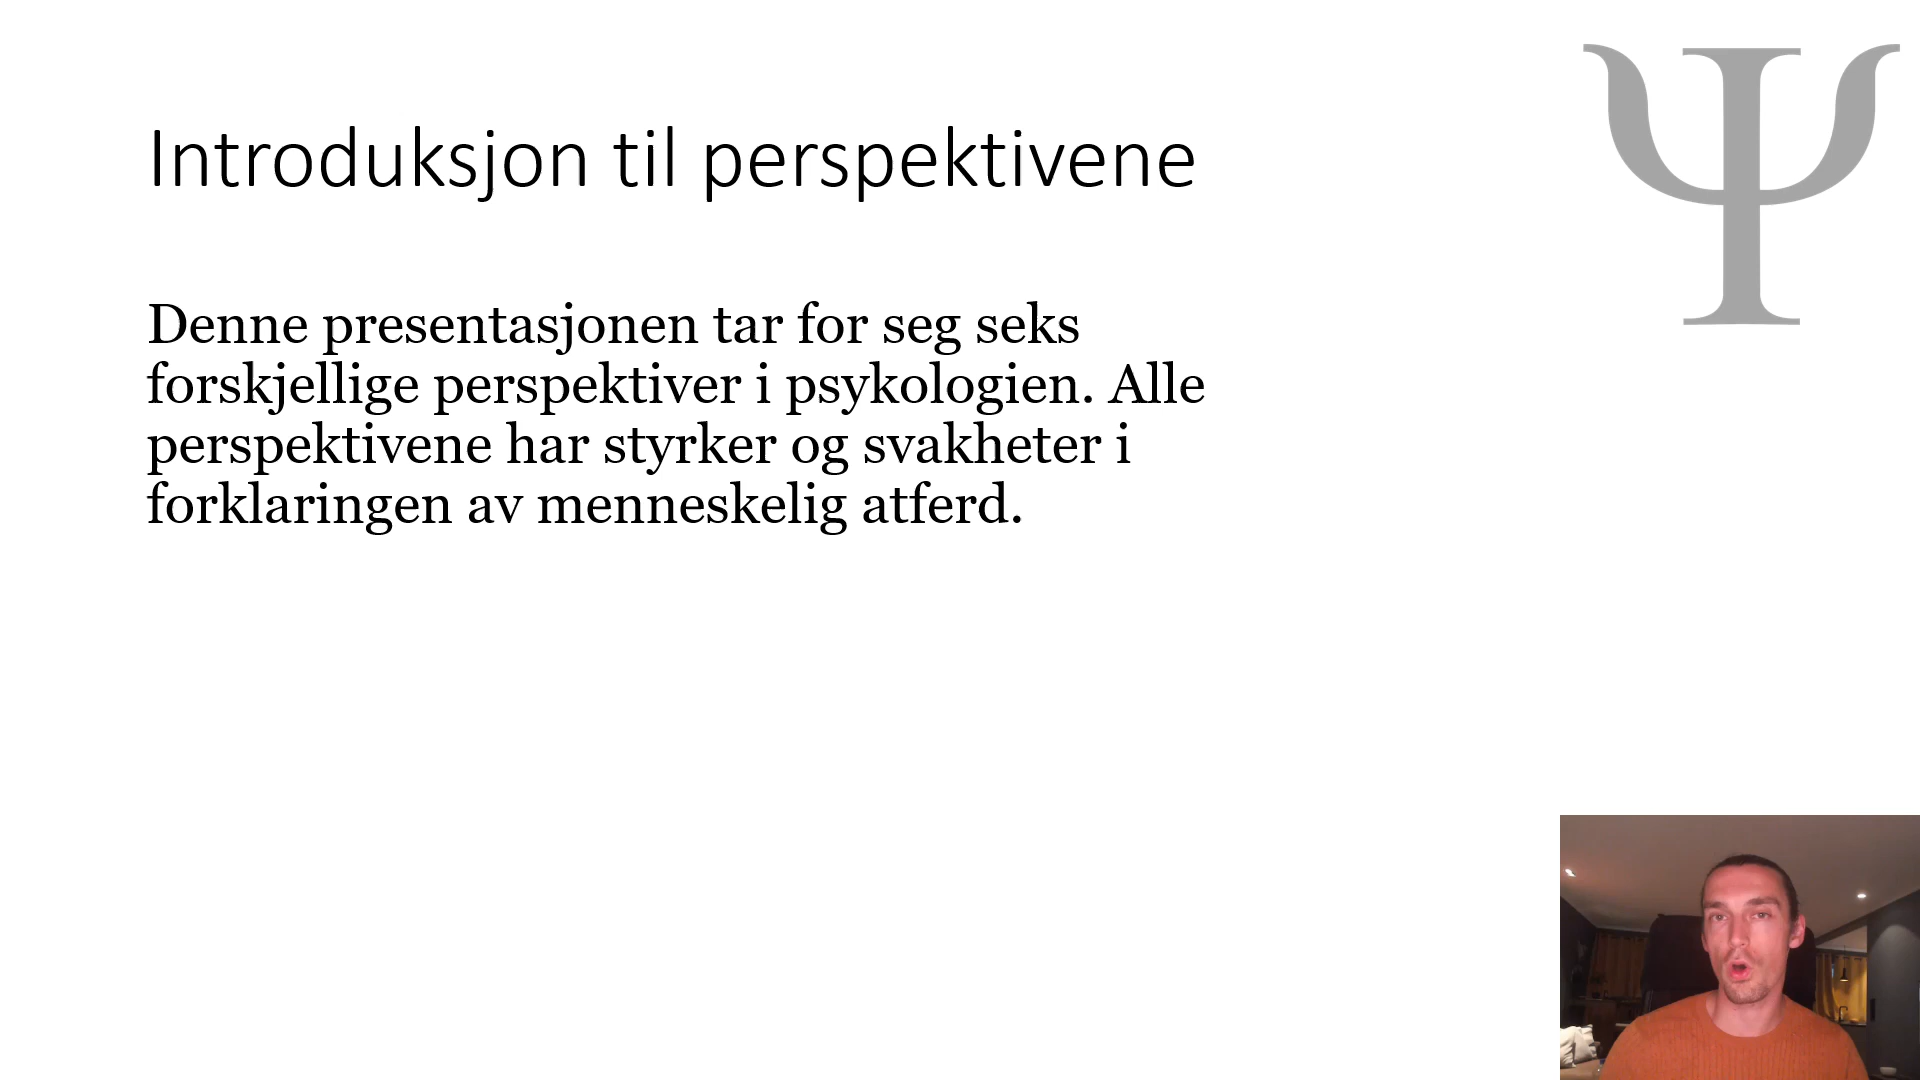 Introduksjon til perspektivene
Denne presentasjonen tar for seg seks
forskjellige perspektiver i psykologien. Alle
perspektivene har styrker og svakheter i
forklaringen av menneskelig atferd.
Ψ